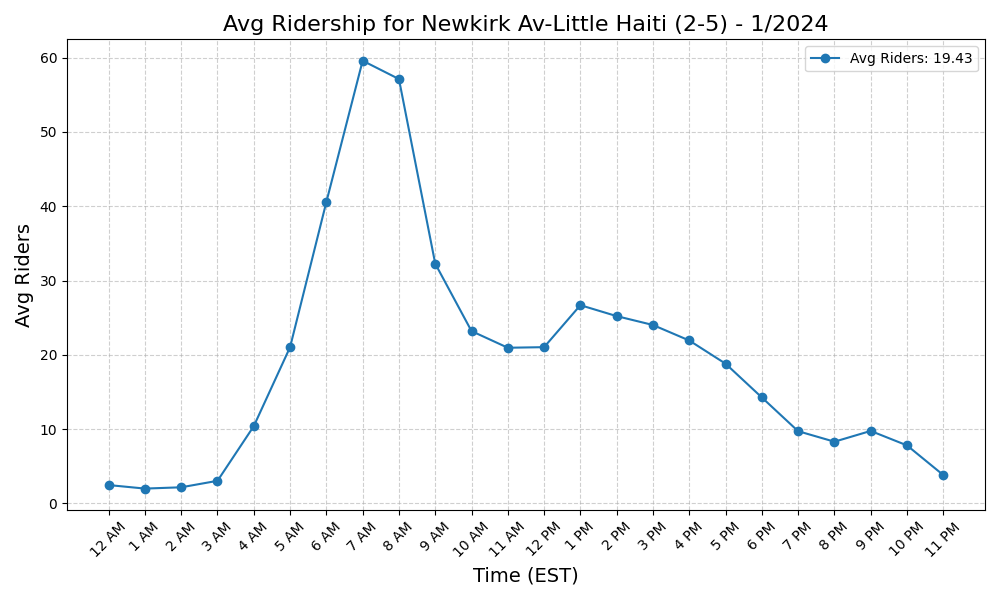 Avg Ridership for Newkirk Av-Little Haiti (2-5) - 1/2024
Avg Riders: 19.43
Avg Riders
60
50
40
30
20
10
0
12 AM
1 AM
2 AM
3 AM
4 AM
5 AM
6 AM
7 AM
8 AM
9 AM
10 AM
11 AM
12 PM
1 PM
2 PM
3 PM
4 PM
5 PM
6 PM
7 PM
8 PM
9 PM
10 PM
11 PM
Time (EST)